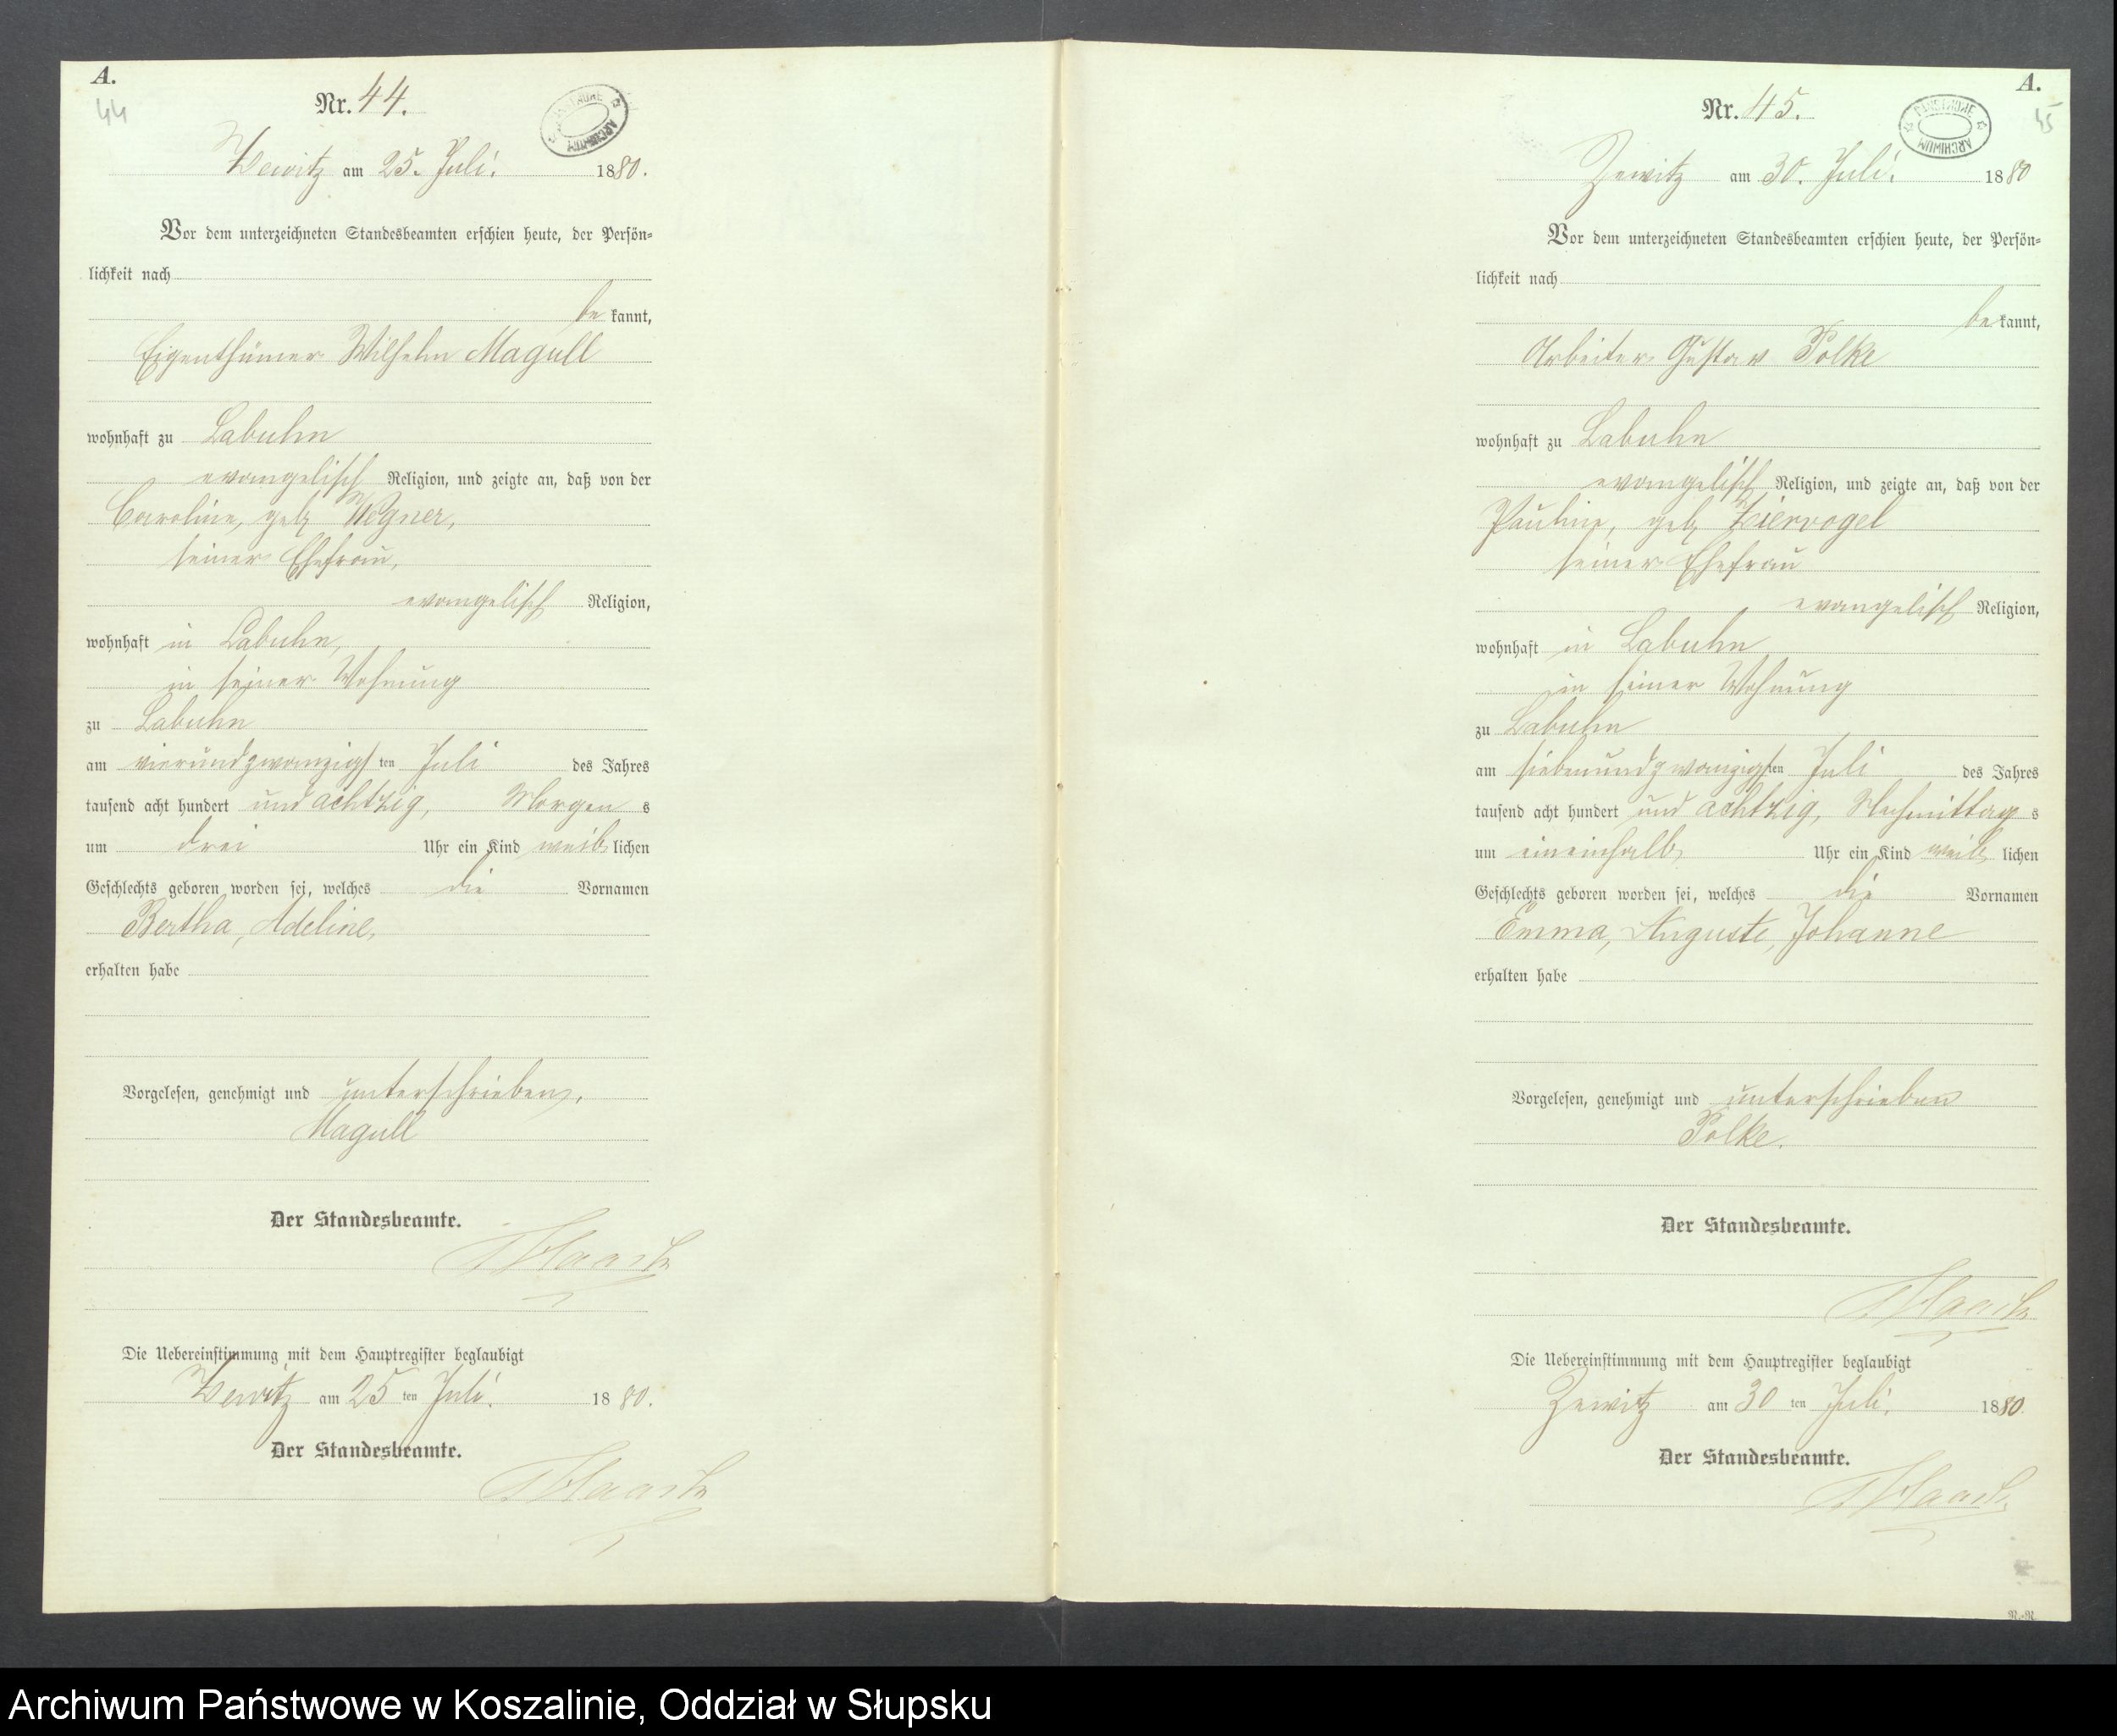 A.
44
Nr. 44.
Zewitz am 25. Juli. 1880.
Vor dem unterzeichneten Standesbeamten erschien heute, der Persön-
lichkeit nach
bekannt,
Eigenthümer Wilhelm Magull
wohnhaft zu Labuhn
evangelisch Religion, und zeigte an, daß von der
Caroline, geb. Wegner,
seiner Ehefrau,
evangelisch Religion,
wohnhaft in Labuhn,
in seiner Wohnung
zu Labuhn
am vierundzwanzigsten Juli des Jahres
tausend acht hundert und achtzig, Morgens
um drei Uhr ein Kind weiblichen
Geschlechts geboren worden sei, welches die Vornamen
Bertha, Adeline,
erhalten habe
Vorgelesen, genehmigt und unterschrieben.
Magull
Der Standesbeamte.
Die Uebereinstimmung mit dem Hauptregister beglaubigt
Zewitz am 25ten Juli. 1880.
Der Standesbeamte.
A.
45
Nr. 45.
ARCHIWUM PAŃSTWOWE
Zewitz am 30. Juli. 1880
Vor dem unterzeichneten Standesbeamten erschien heute, der Persön-
lichkeit nach
bekannt,
Arbeiter Gustav Polke
wohnhaft zu Labuhn
evangelisch Religion, und zeigte an, daß von der
Pauline, geb. Ziervogel
seiner Ehefrau
evangelisch Religion,
wohnhaft in Labuhn
in seiner Wohnung
zu Labuhn
am siebenundzwanzigsten Juli des Jahres
tausend acht hundert und achtzig, Nachmittags
um eineinhalb Uhr ein Kind weiblichen
Geschlechts geboren worden sei, welches die Vornamen
Emma, Auguste, Johanne
erhalten habe
Vorgelesen, genehmigt und unterschrieben
Polke.
Der Standesbeamte.
Die Uebereinstimmung mit dem Hauptregister beglaubigt
Zewitz am 30ten Juli. 1880.
Der Standesbeamte.
Archiwum Państwowe w Koszalinie, Oddział w Słupsku